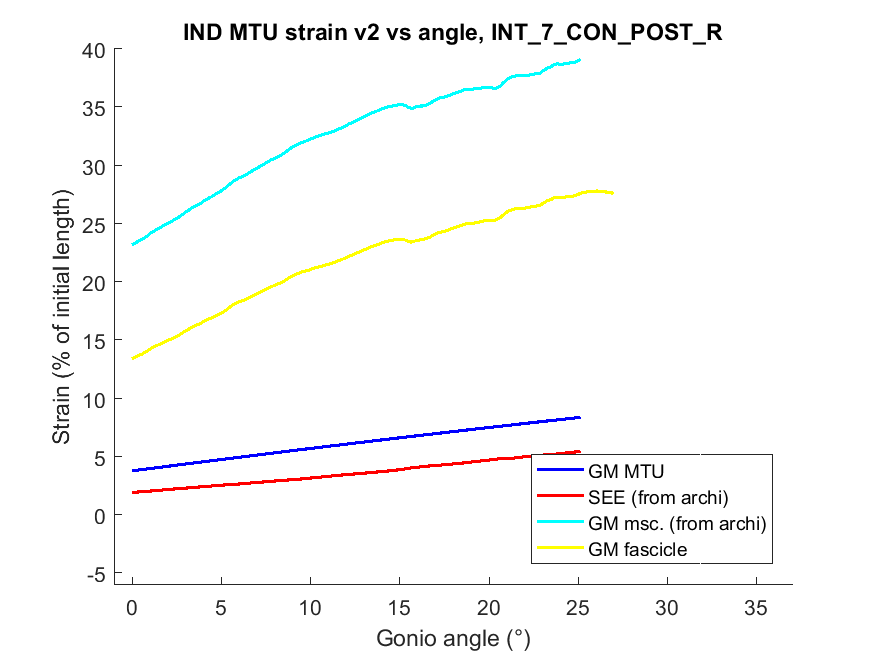 IND MTU strain v2 vs angle, INT_7_CON_POST_R
Strain (% of initial length)
40
35
30
25
20
15
10
5
0
-5
GM MTU
SEE (from archi)
GM msc. (from archi)
GM fascicle
0 5 10 15 20 25 30 35
Gonio angle (°)